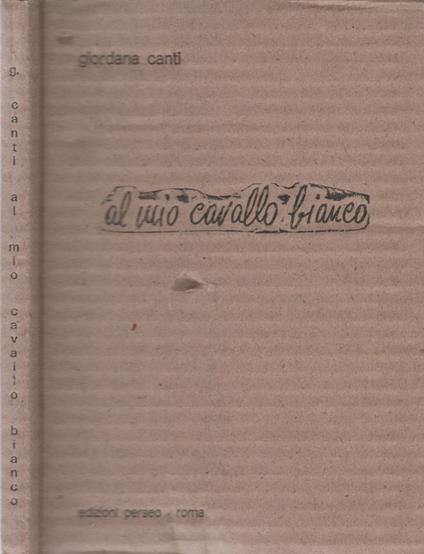 g. canti al mio cavallo bianco
giordana canti
al mio cavallo bianco
edizioni perseo - roma